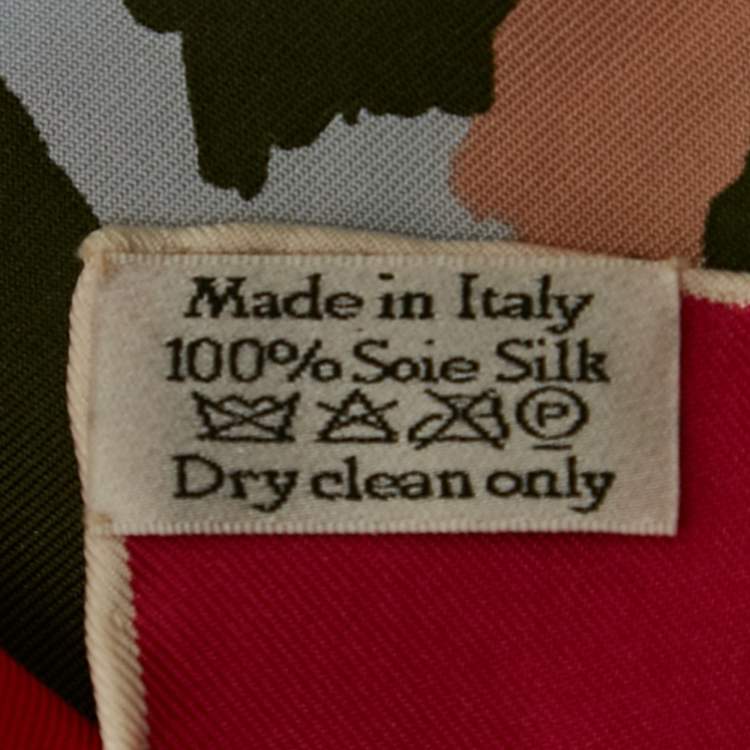 Made in Italy
100% Soie Silk
P
Dry clean only